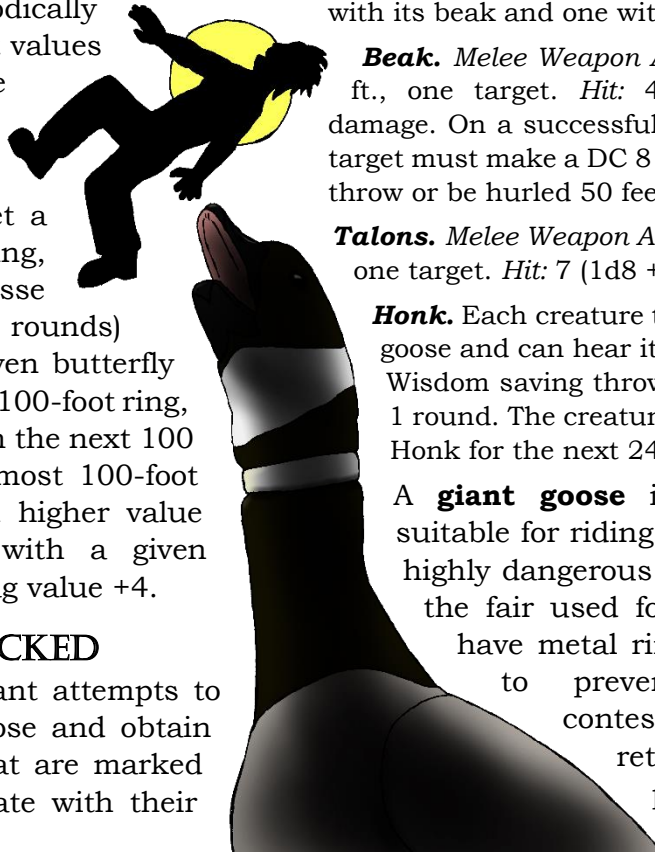 odically
values
et a
ng,
sse
rounds)
ven butterfly
100-foot ring,
the next 100
most 100-foot
higher value
with a given
g value +4.
CKED
ant attempts to
ose and obtain
at are marked
ate with their
with its beak and one wit
Beak. Melee Weapon A
ft., one target. Hit: 4
damage. On a successful
target must make a DC 8
throw or be hurled 50 fee
Talons. Melee Weapon A
one target. Hit: 7 (1d8 +
Honk. Each creature t
goose and can hear it
Wisdom saving throw
1 round. The creatur
Honk for the next 24
A giant goose i
suitable for riding
highly dangerous
the fair used fo
have metal ri
to preve
contes
ret